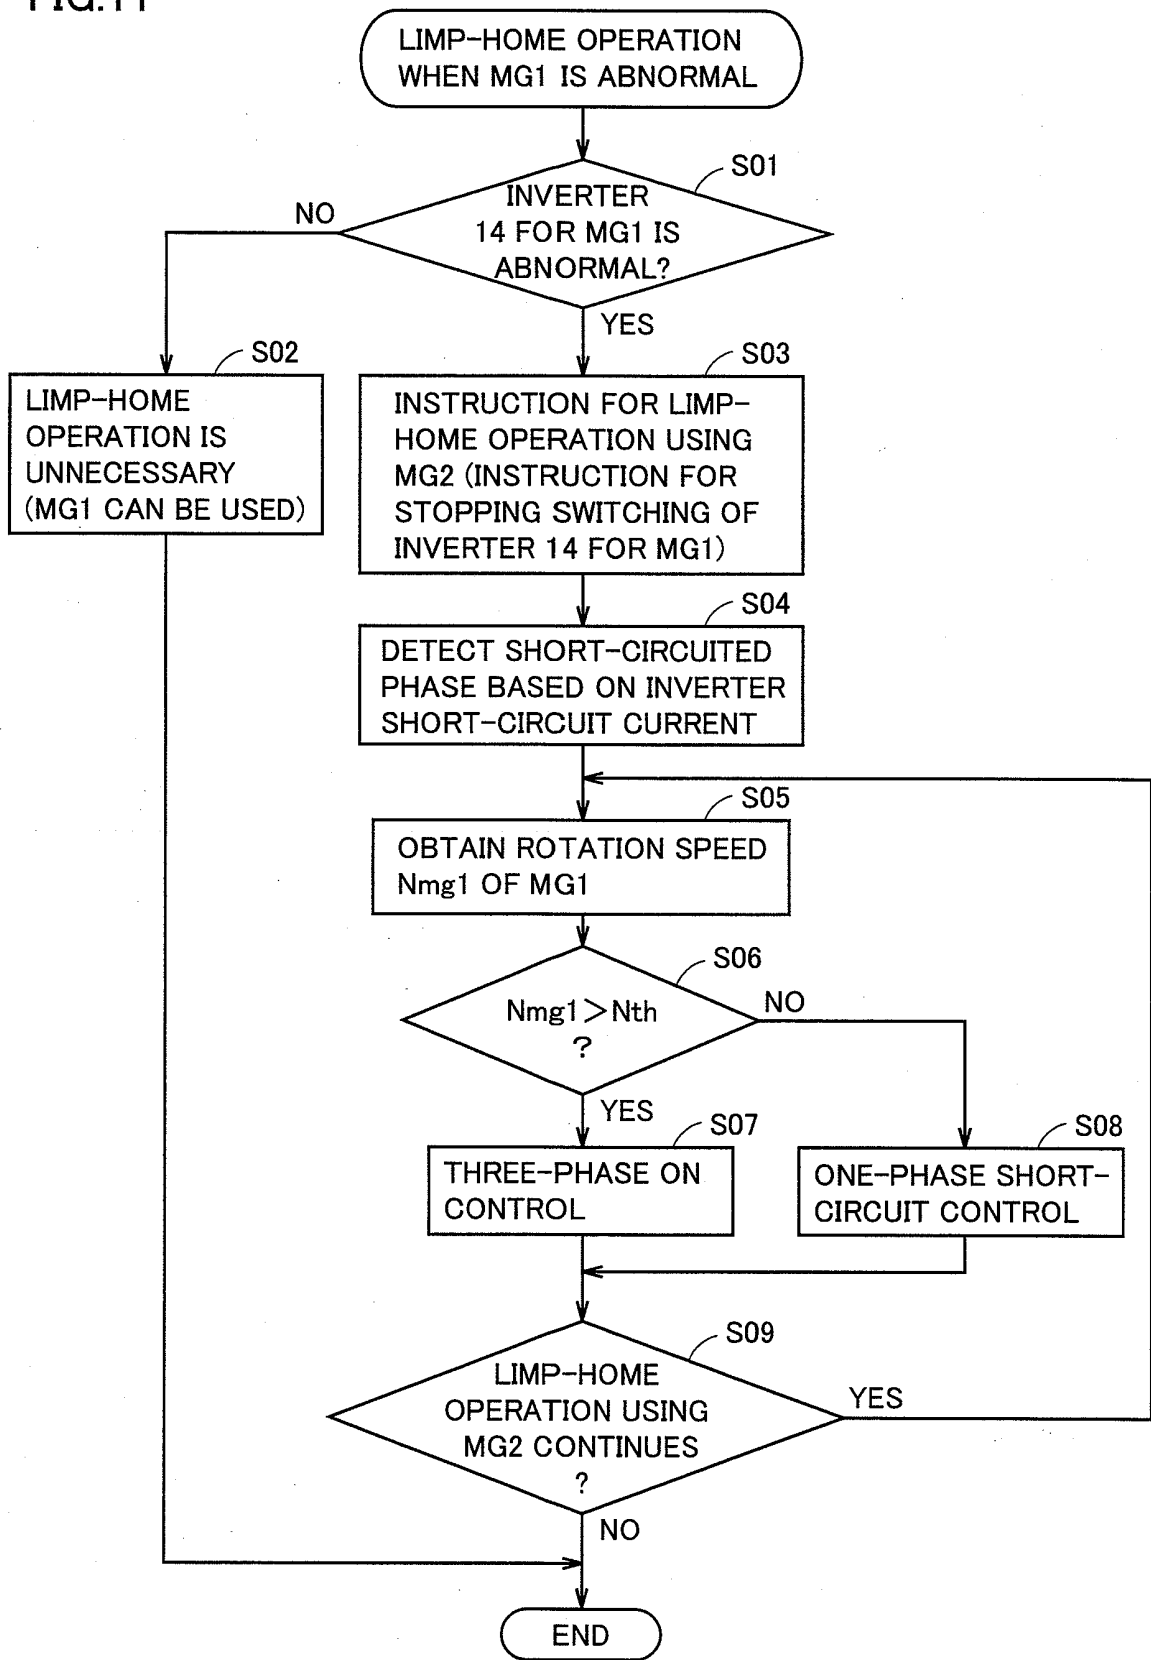 FIG.11
LIMP-HOME OPERATION
WHEN MG1 IS ABNORMAL
S01
INVERTER
14 FOR MG1 IS
ABNORMAL?
NO
YES
S02
LIMP-HOME
OPERATION IS
UNNECESSARY
(MG1 CAN BE USED)
S03
INSTRUCTION FOR LIMP-
HOME OPERATION USING
MG2 (INSTRUCTION FOR
STOPPING SWITCHING OF
INVERTER 14 FOR MG1)
S04
DETECT SHORT-CIRCUITED
PHASE BASED ON INVERTER
SHORT-CIRCUIT CURRENT
S05
OBTAIN ROTATION SPEED
Nmg1 OF MG1
S06
Nmg1>Nth
?
NO
YES
S07
THREE-PHASE ON
CONTROL
S08
ONE-PHASE SHORT-
CIRCUIT CONTROL
S09
LIMP-HOME
OPERATION USING
MG2 CONTINUES
?
YES
NO
END